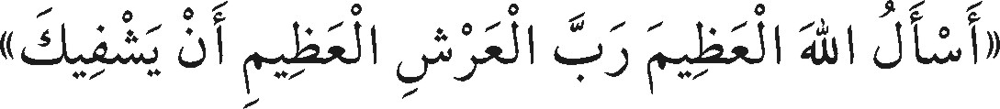 «أَسْأَلُ اللهَ الْعَظِيمَ رَبَّ الْعَرْشِ الْعَظِيمِ أَنْ يَشْفِيكَ»